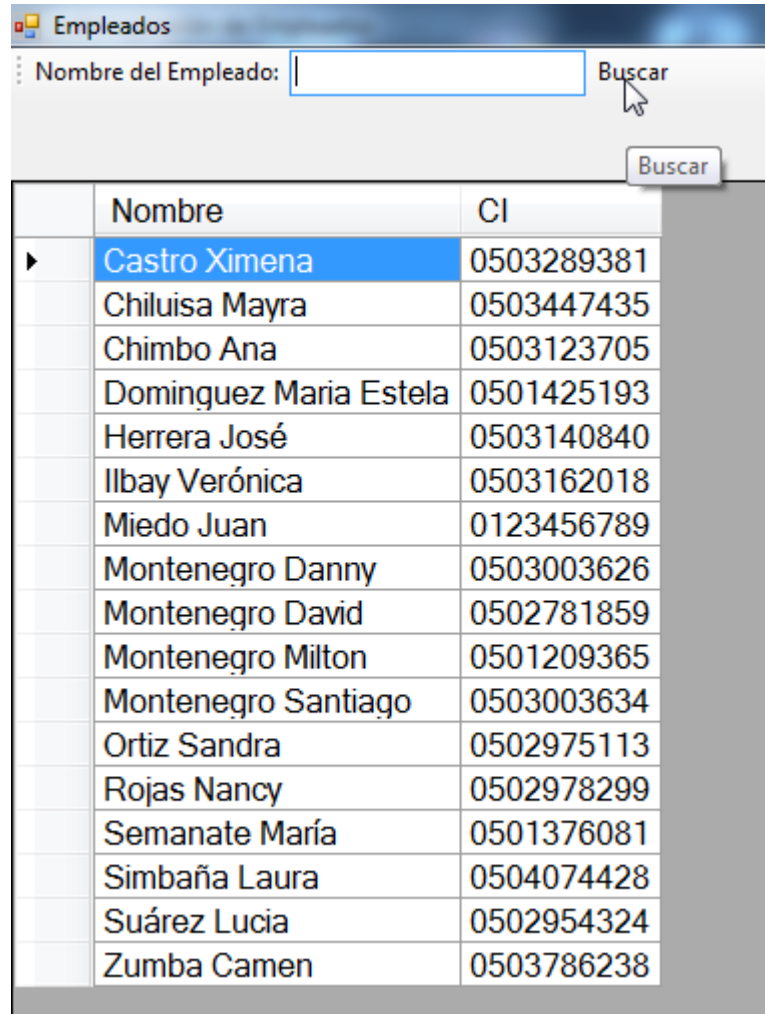 Empleados
Nombre del Empleado: Buscar
Buscar
Nombre CI
Castro Ximena 0503289381
Chiluisa Mayra 0503447435
Chimbo Ana 0503123705
Dominguez Maria Estela 0501425193
Herrera José 0503140840
Ilbay Verónica 0503162018
Miedo Juan 0123456789
Montenegro Danny 0503003626
Montenegro David 0502781859
Montenegro Milton 0501209365
Montenegro Santiago 0503003634
Ortiz Sandra 0502975113
Rojas Nancy 0502978299
Semanate María 0501376081
Simbaña Laura 0504074428
Suárez Lucia 0502954324
Zumba Camen 0503786238